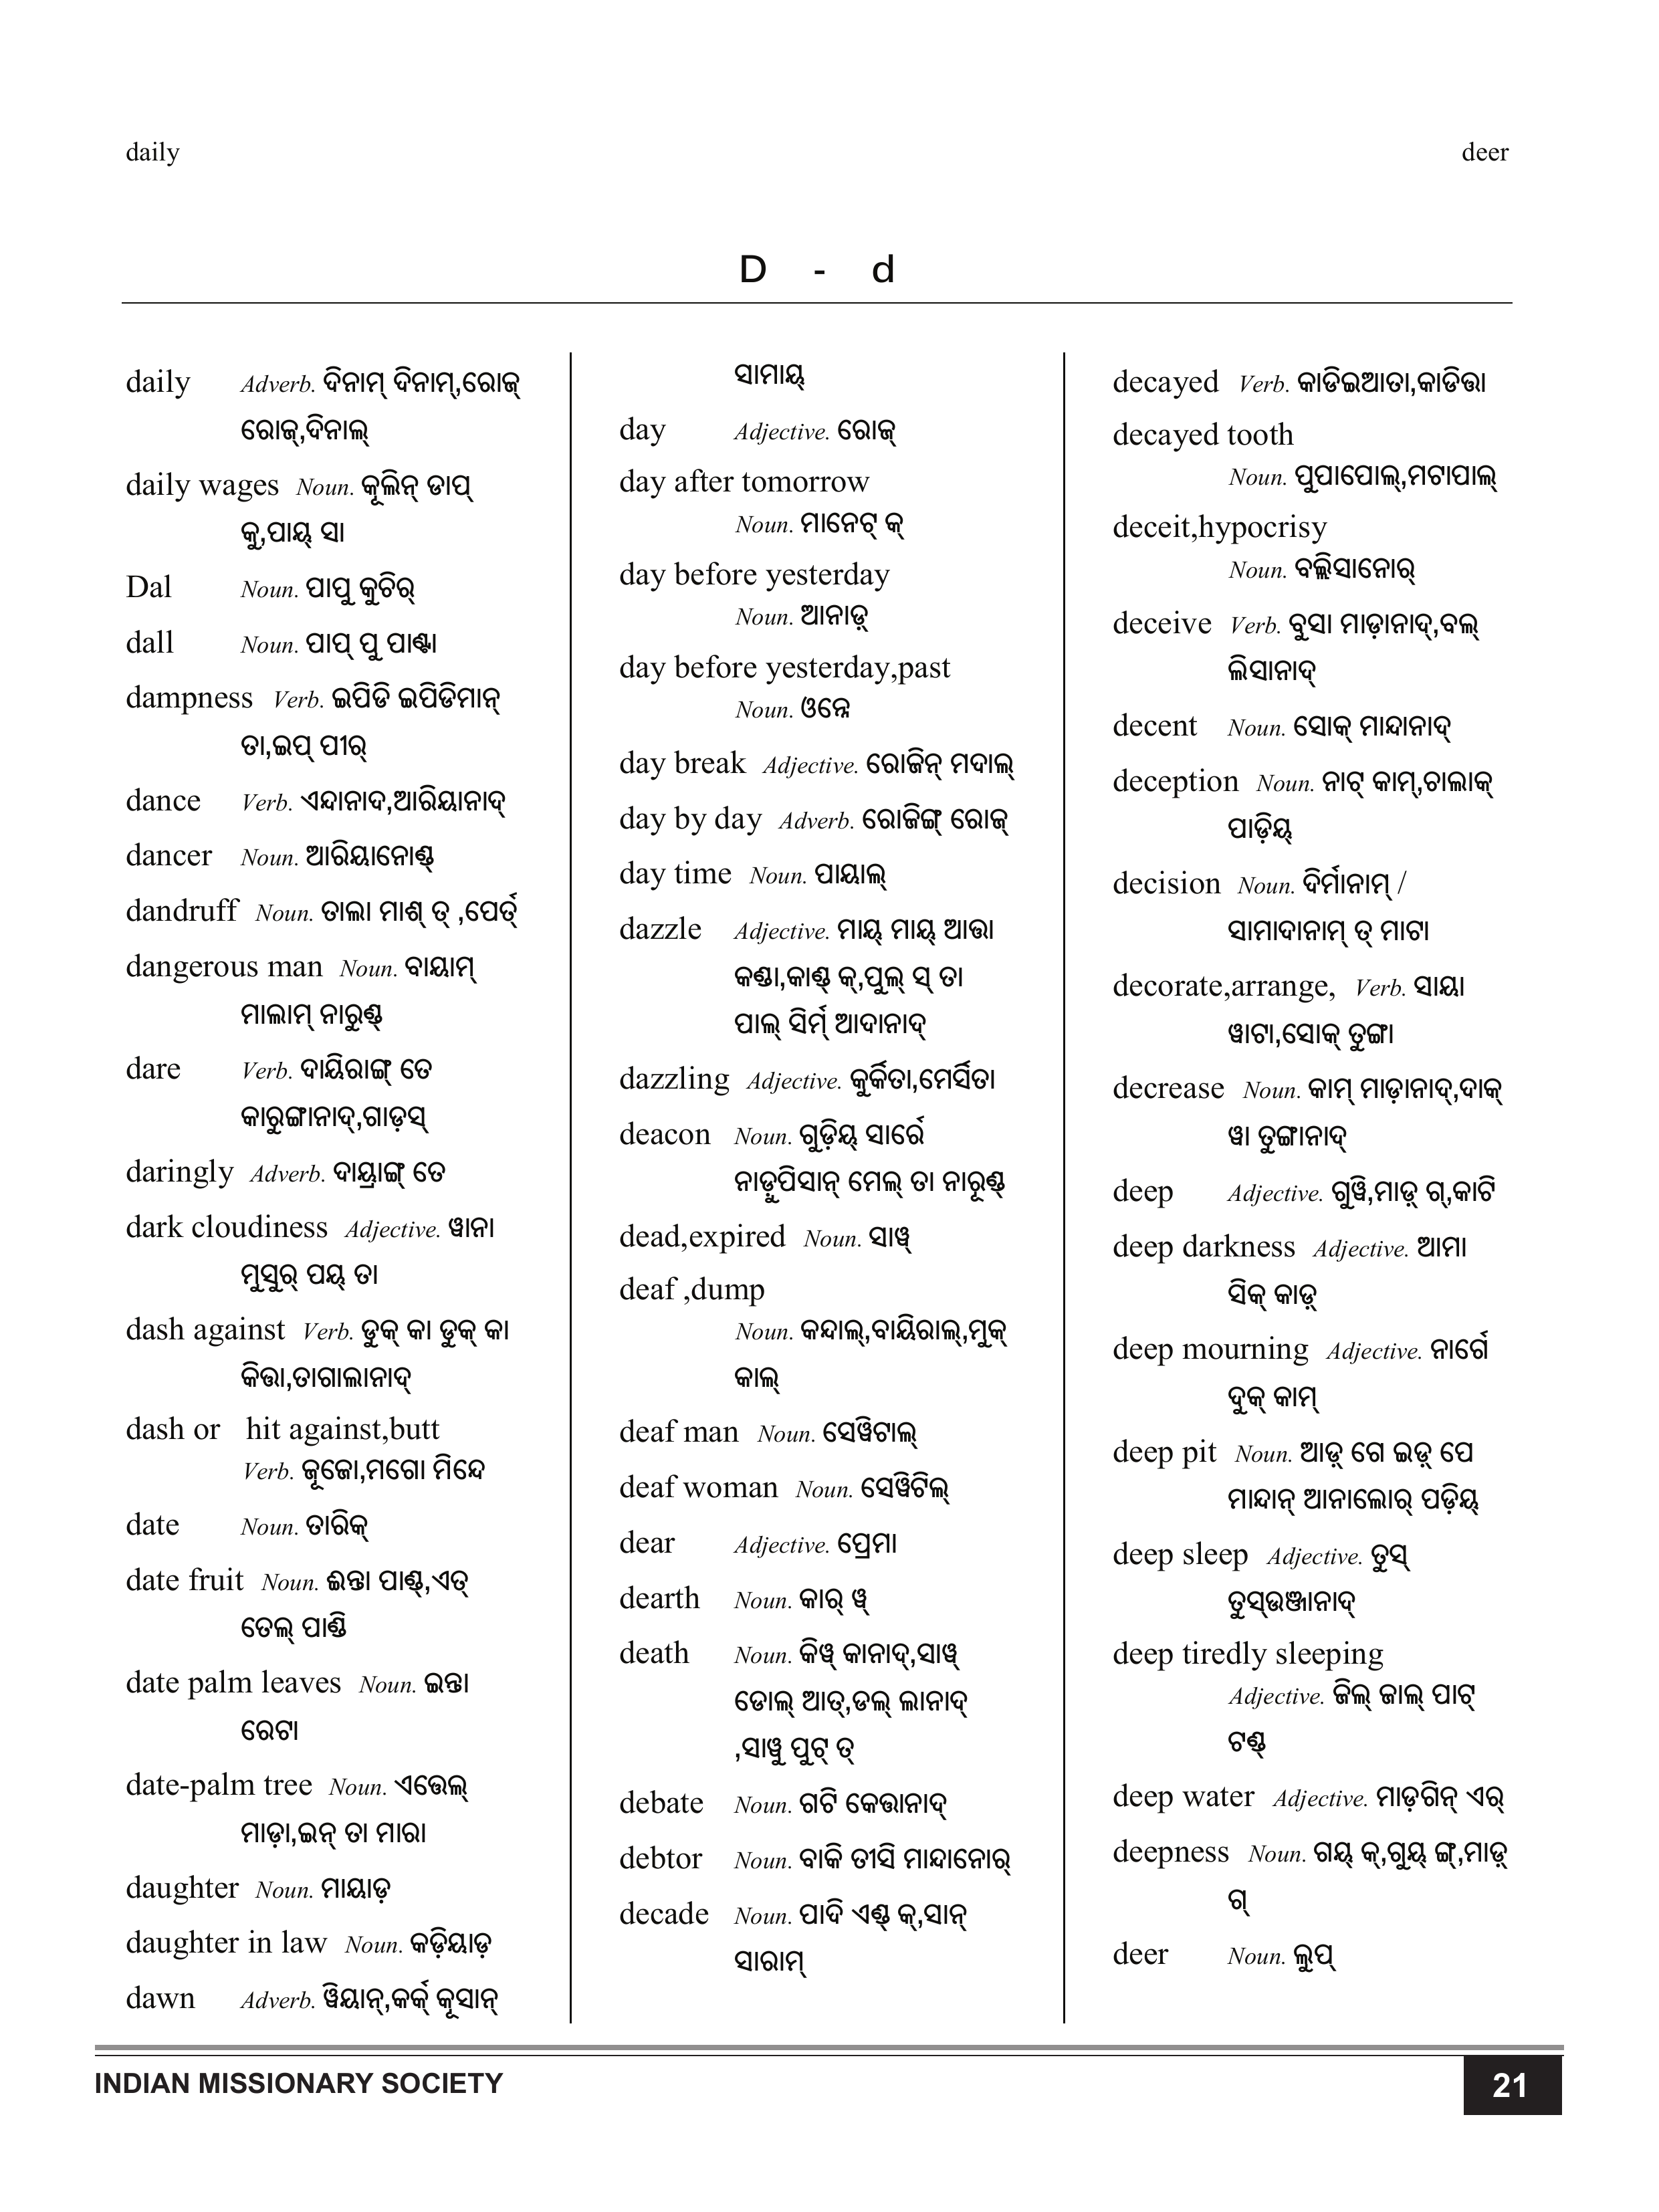 daily
deer
D - d
daily Adverb. ଦିନାମ୍ ଦିନାମ୍,ରୋଜ୍
ରୋଜ୍,ଦିନାଲ୍
daily wages Noun. କୂଲିନ୍ ଡାପ୍
କୁ,ପାୟ୍ ସା
Dal Noun. ପାପୁ କୁଚିର୍
dall Noun. ପାପ୍ ପୁ ପାଣ୍ଟା
dampness Verb. ଇପିଡି ଇପିଡିମାନ୍
ତା,ଇପ୍ ପୀର୍
dance Verb. ଏନ୍ଦାନାଦ,ଆରିୟାନାଦ୍
dancer Noun. ଆରିୟାନୋଣ୍ଡ୍
dandruff Noun. ତାଲା ମାଶ୍ ତ୍ ,ପେର୍ତ୍
dangerous man Noun. ବାୟାମ୍
ମାଲାମ୍ ନାରୁଣ୍ଡ୍
dare Verb. ଦାୟିରାଙ୍ଗ୍ ତେ
କାରୁଙ୍ଗାନାଦ୍,ଗାଡ଼ସ୍
daringly Adverb. ଦାୟ୍ରାଙ୍ଗ୍ ତେ
dark cloudiness Adjective. ୱାନା
ମୁସୁର୍ ପୟ୍ ତା
dash against Verb. ଡୁକ୍ କା ଡୁକ୍ କା
କିତ୍ତା,ତାଗାଲାନାଦ୍
dash or hit against,butt
Verb. ଜୂଜୋ,ମଗୋ ମିନ୍ଦେ
date Noun. ତାରିକ୍
date fruit Noun. ଈନ୍ତା ପାଣ୍ଡ୍,ଏତ୍
ତେଲ୍ ପାଣ୍ଡି
date palm leaves Noun. ଇନ୍ତା
ରେଟା
date-palm tree Noun. ଏତ୍ତେଲ୍
ମାଡ଼ା,ଇନ୍ ତା ମାରା
daughter Noun. ମାୟାଡ଼
daughter in law Noun. କଡ଼ିୟାଡ଼
dawn Adverb. ୱିୟାନ୍,କର୍କ୍ କୂସାନ୍
ସାମାୟ୍
day Adjective. ରୋଜ୍
day after tomorrow
Noun. ମାନେଟ୍ କ୍
day before yesterday
Noun. ଆନାଡ଼୍
day before yesterday,past
Noun. ଓନ୍ନେ
day break Adjective. ରୋଜିନ୍ ମଦାଲ୍
day by day Adverb. ରୋଜିଙ୍ଗ୍ ରୋଜ୍
day time Noun. ପାୟାଲ୍
dazzle Adjective. ମାୟ୍ ମାୟ୍ ଆତ୍ତା
କଣ୍ଡା,କାଣ୍ଡ୍ କ୍,ପୁଲ୍ ସ୍ ତା
ପାଲ୍ ସିର୍ମ୍ ଆଦାନାଦ୍
dazzling Adjective. କୁର୍କିତା,ମେର୍ସିତା
deacon Noun. ଗୁଡ଼ିୟ୍ ସାର୍ରେ
ନାଡ଼ୁପିସାନ୍ ମେଲ୍ ତା ନାରୂଣ୍ଡ୍
dead,expired Noun. ସାୱ୍
deaf ,dump
Noun. କନ୍ଦାଲ୍,ବାୟିରାଲ୍,ମୁକ୍
କାଲ୍
deaf man Noun. ସେୱିଟାଲ୍
deaf woman Noun. ସେୱିଟିଲ୍
dear Adjective. ପ୍ରେମା
dearth Noun. କାର୍ ୱ୍
death Noun. କିୱ୍ କାନାଦ୍,ସାୱ୍
ଡୋଲ୍ ଆତ୍,ଡଲ୍ ଲାନାଦ୍
,ସାୱୁ ପୁଟ୍ ତ୍
debate Noun. ଗଟି କେତ୍ତାନାଦ୍
debtor Noun. ବାକି ତୀସି ମାନ୍ଦାନୋର୍
decade Noun. ପାଦି ଏଣ୍ଡ୍ କ୍,ସାନ୍
ସାରାମ୍
decayed Verb. କାଡିଇଆତା,କାଡିତ୍ତା
decayed tooth
Noun. ପୁପାପୋଲ୍,ମଟାପାଲ୍
deceit,hypocrisy
Noun. ବଲ୍ଲିସାନୋର୍
deceive Verb. ବୁସା ମାଡ଼ାନାଦ୍,ବଲ୍
ଲିସାନାଦ୍
decent Noun. ସୋକ୍ ମାନ୍ଦାନାଦ୍
deception Noun. ନାଟ୍ କାମ୍,ଚାଲାକ୍
ପାଡ଼ିୟ୍
decision Noun. ଦିର୍ମାନାମ୍ /
ସାମାଦାନାମ୍ ତ୍ ମାଟା
decorate,arrange, Verb. ସାୟା
ୱାଟା,ସୋକ୍ ତୁଙ୍ଗା
decrease Noun. କାମ୍ ମାଡ଼ାନାଦ୍,ଦାକ୍
ୱା ତୁଙ୍ଗାନାଦ୍
deep Adjective. ଗୁୱି,ମାଡ଼୍ ଗ୍,କାଟି
deep darkness Adjective. ଆମା
ସିକ୍ କାଡ଼୍
deep mourning Adjective. ନାର୍ଗେ
ଦୁକ୍ କାମ୍
deep pit Noun. ଆଡ଼୍ ଗେ ଇଡ଼୍ ପେ
ମାନ୍ଦାନ୍ ଆନାଲୋର୍ ପଡ଼ିୟ୍
deep sleep Adjective. ତୁସ୍
ତୁସ୍ଉଞ୍ଜାନାଦ୍
deep tiredly sleeping
Adjective. ଜିଲ୍ ଜାଲ୍ ପାଟ୍
ଟଣ୍ଡ୍
deep water Adjective. ମାଡ଼ଗିନ୍ ଏର୍
deepness Noun. ଗୟ୍ କ୍,ଗୁୟ୍ ଙ୍ଗ୍,ମାଡ଼୍
ଗ୍
deer Noun. ଲୁପ୍
INDIAN MISSIONARY SOCIETY
21